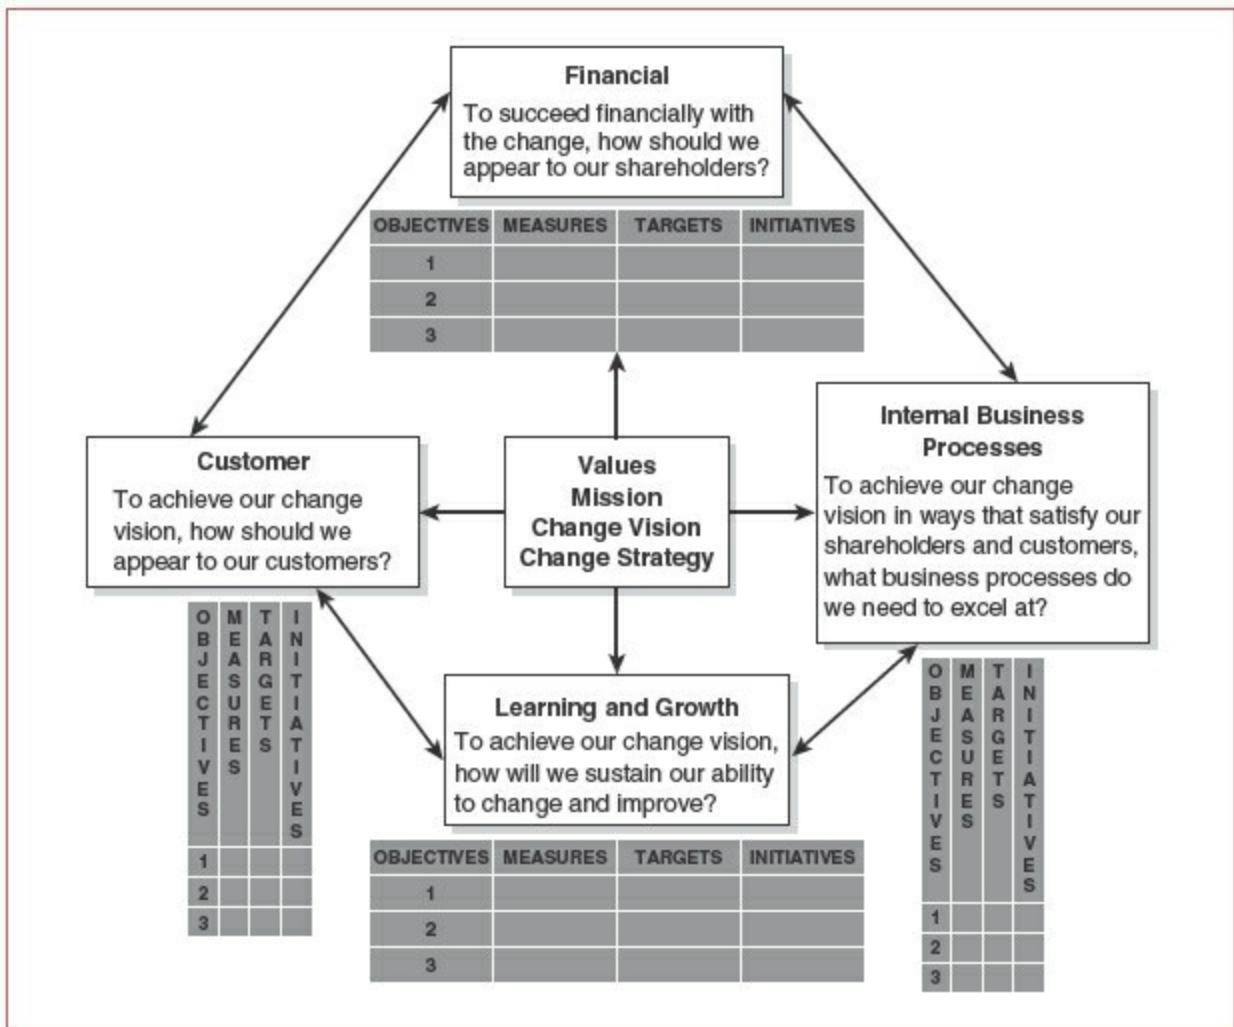 Financial
To succeed financially with
the change, how should we
appear to our shareholders?
OBJECTIVES MEASURES TARGETS INITIATIVES
1
2
3
Customer
To achieve our change
vision, how should we
appear to our customers?
OBJECTIVES MEASURES TARGETS INITIATIVES
1
2
3
Values
Mission
Change Vision
Change Strategy
Internal Business
Processes
To achieve our change
vision in ways that satisfy our
shareholders and customers,
what business processes do
we need to excel at?
OBJECTIVES MEASURES TARGETS INITIATIVES
1
2
3
Learning and Growth
To achieve our change vision,
how will we sustain our ability
to change and improve?
OBJECTIVES MEASURES TARGETS INITIATIVES
1
2
3